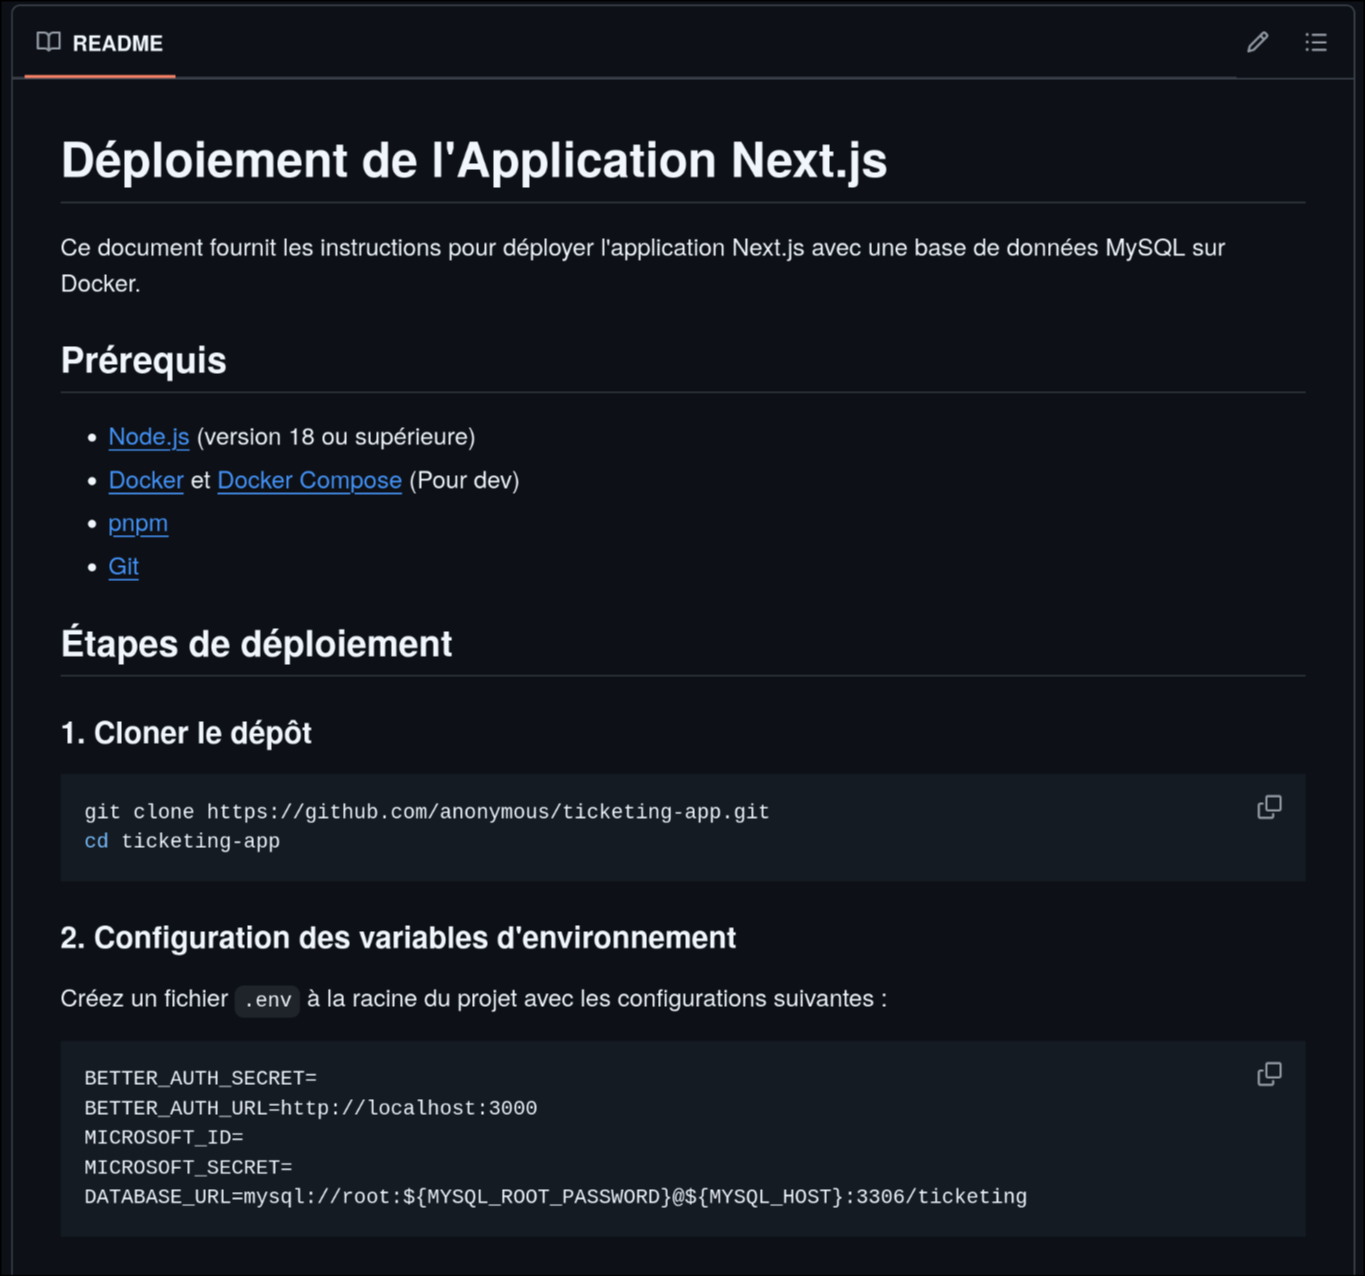 README
Déploiement de l'Application Next.js
Ce document fournit les instructions pour déployer l'application Next.js avec une base de données MySQL sur
Docker.
Prérequis
• Node.js (version 18 ou supérieure)
• Docker et Docker Compose (Pour dev)
• pnpm
• Git
Étapes de déploiement
1. Cloner le dépôt
git clone https://github.com/anonymous/ticketing-app.git
cd ticketing-app
2. Configuration des variables d'environnement
Créez un fichier .env à la racine du projet avec les configurations suivantes :
BETTER_AUTH_SECRET=
BETTER_AUTH_URL=http://localhost:3000
MICROSOFT_ID=
MICROSOFT_SECRET=
DATABASE_URL=mysql://root:${MYSQL_ROOT_PASSWORD}@${MYSQL_HOST}:3306/ticketing